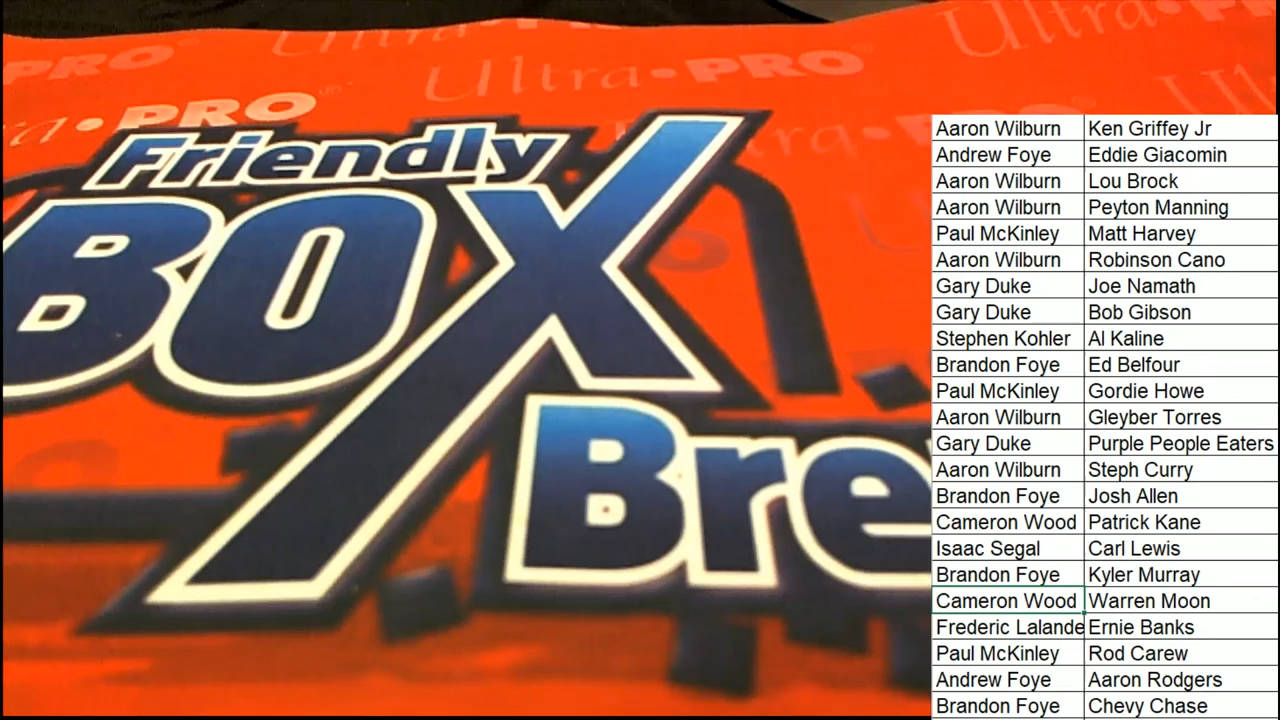 PRO
Ultra
Ultra•PRO
Ultra•PRO
PRO
Friendly
BOX
Bre
Aaron Wilburn Ken Griffey Jr
Andrew Foye Eddie Giacomin
Aaron Wilburn Lou Brock
Aaron Wilburn Peyton Manning
Paul McKinley Matt Harvey
Aaron Wilburn Robinson Cano
Gary Duke Joe Namath
Gary Duke Bob Gibson
Stephen Kohler Al Kaline
Brandon Foye Ed Belfour
Paul McKinley Gordie Howe
Aaron Wilburn Gleyber Torres
Gary Duke Purple People Eaters
Aaron Wilburn Steph Curry
Brandon Foye Josh Allen
Cameron Wood Patrick Kane
Isaac Segal Carl Lewis
Brandon Foye Kyler Murray
Cameron Wood Warren Moon
Frederic Lalande Ernie Banks
Paul McKinley Rod Carew
Andrew Foye Aaron Rodgers
Brandon Foye Chevy Chase